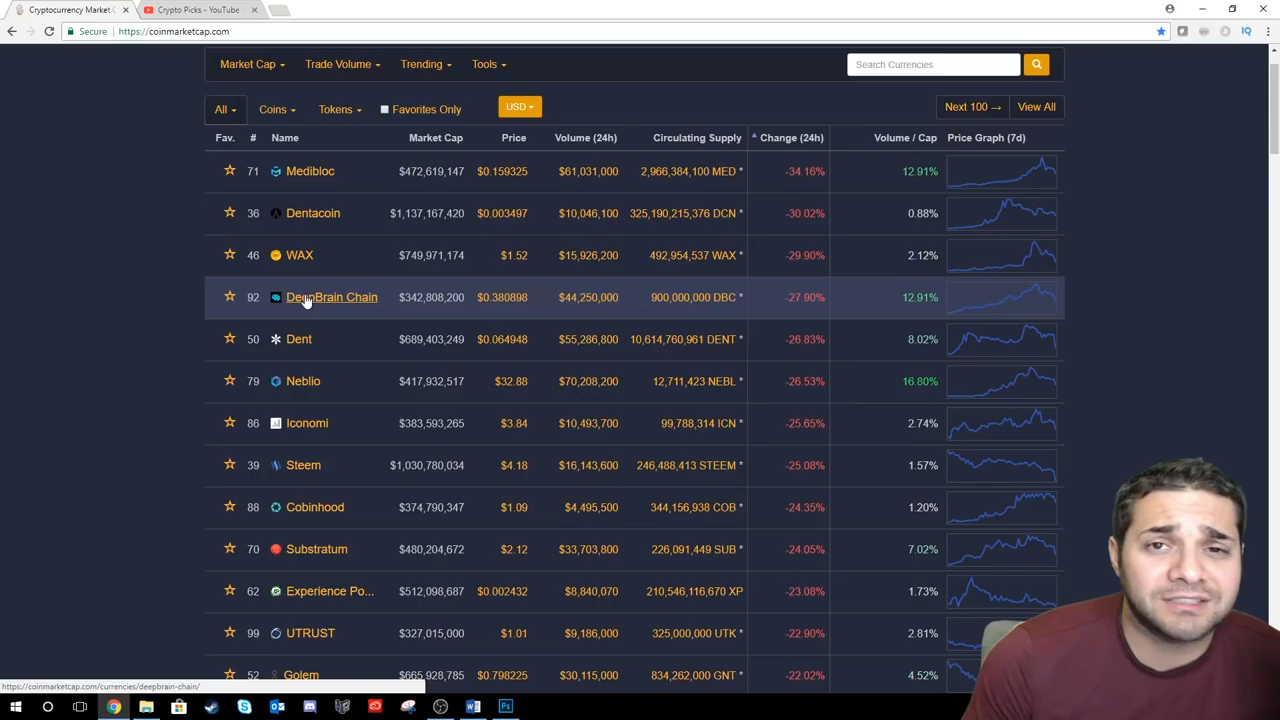 Cryptocurrency Market C
Crypto Picks - YouTube
Secure
https://coinmarketcap.com
IQ
Market Cap Trade Volume Trending Tools
Search Currencies
All Coins Tokens Favorites Only USD Next 100 → View All
Fav. # Name Market Cap Price Volume (24h) Circulating Supply Change (24h) Volume / Cap Price Graph (7d)
71 Medibloc $472,619,147 $0.159325 $61,031,000 2,966,384,100 MED * -34.16% 12.91%
36 Dentacoin $1,137,167,420 $0.003497 $10,046,100 325,190,215,376 DCN * -30.02% 0.88%
46 WAX $749,971,174 $1.52 $15,926,200 492,954,537 WAX * -29.90% 2.12%
92 DeepBrain Chain $342,808,200 $0.380898 $44,250,000 900,000,000 DBC * -27.90% 12.91%
50 Dent $689,403,249 $0.064948 $55,286,800 10,614,760,961 DENT * -26.83% 8.02%
79 Neblio $417,932,517 $32.88 $70,208,200 12,711,423 NEBL * -26.53% 16.80%
86 Iconomi $383,593,265 $3.84 $10,493,700 99,788,314 ICN * -25.65% 2.74%
39 Steem $1,030,780,034 $4.18 $16,143,600 246,488,413 STEEM * -25.08% 1.57%
88 Cobinhood $374,790,347 $1.09 $4,495,500 344,156,938 COB * -24.35% 1.20%
70 Substratum $480,204,672 $2.12 $33,703,800 226,091,449 SUB * -24.05% 7.02%
62 Experience Po... $512,098,687 $0.002432 $8,840,070 210,546,116,670 XP -23.08% 1.73%
99 UTRUST $327,015,000 $1.01 $9,186,000 325,000,000 UTK * -22.90% 2.81%
52 Golem $665,928,785 $0.798225 $30,115,000 834,262,000 GNT * -22.02% 4.52%
https://coinmarketcap.com/currencies/deepbrain-chain/